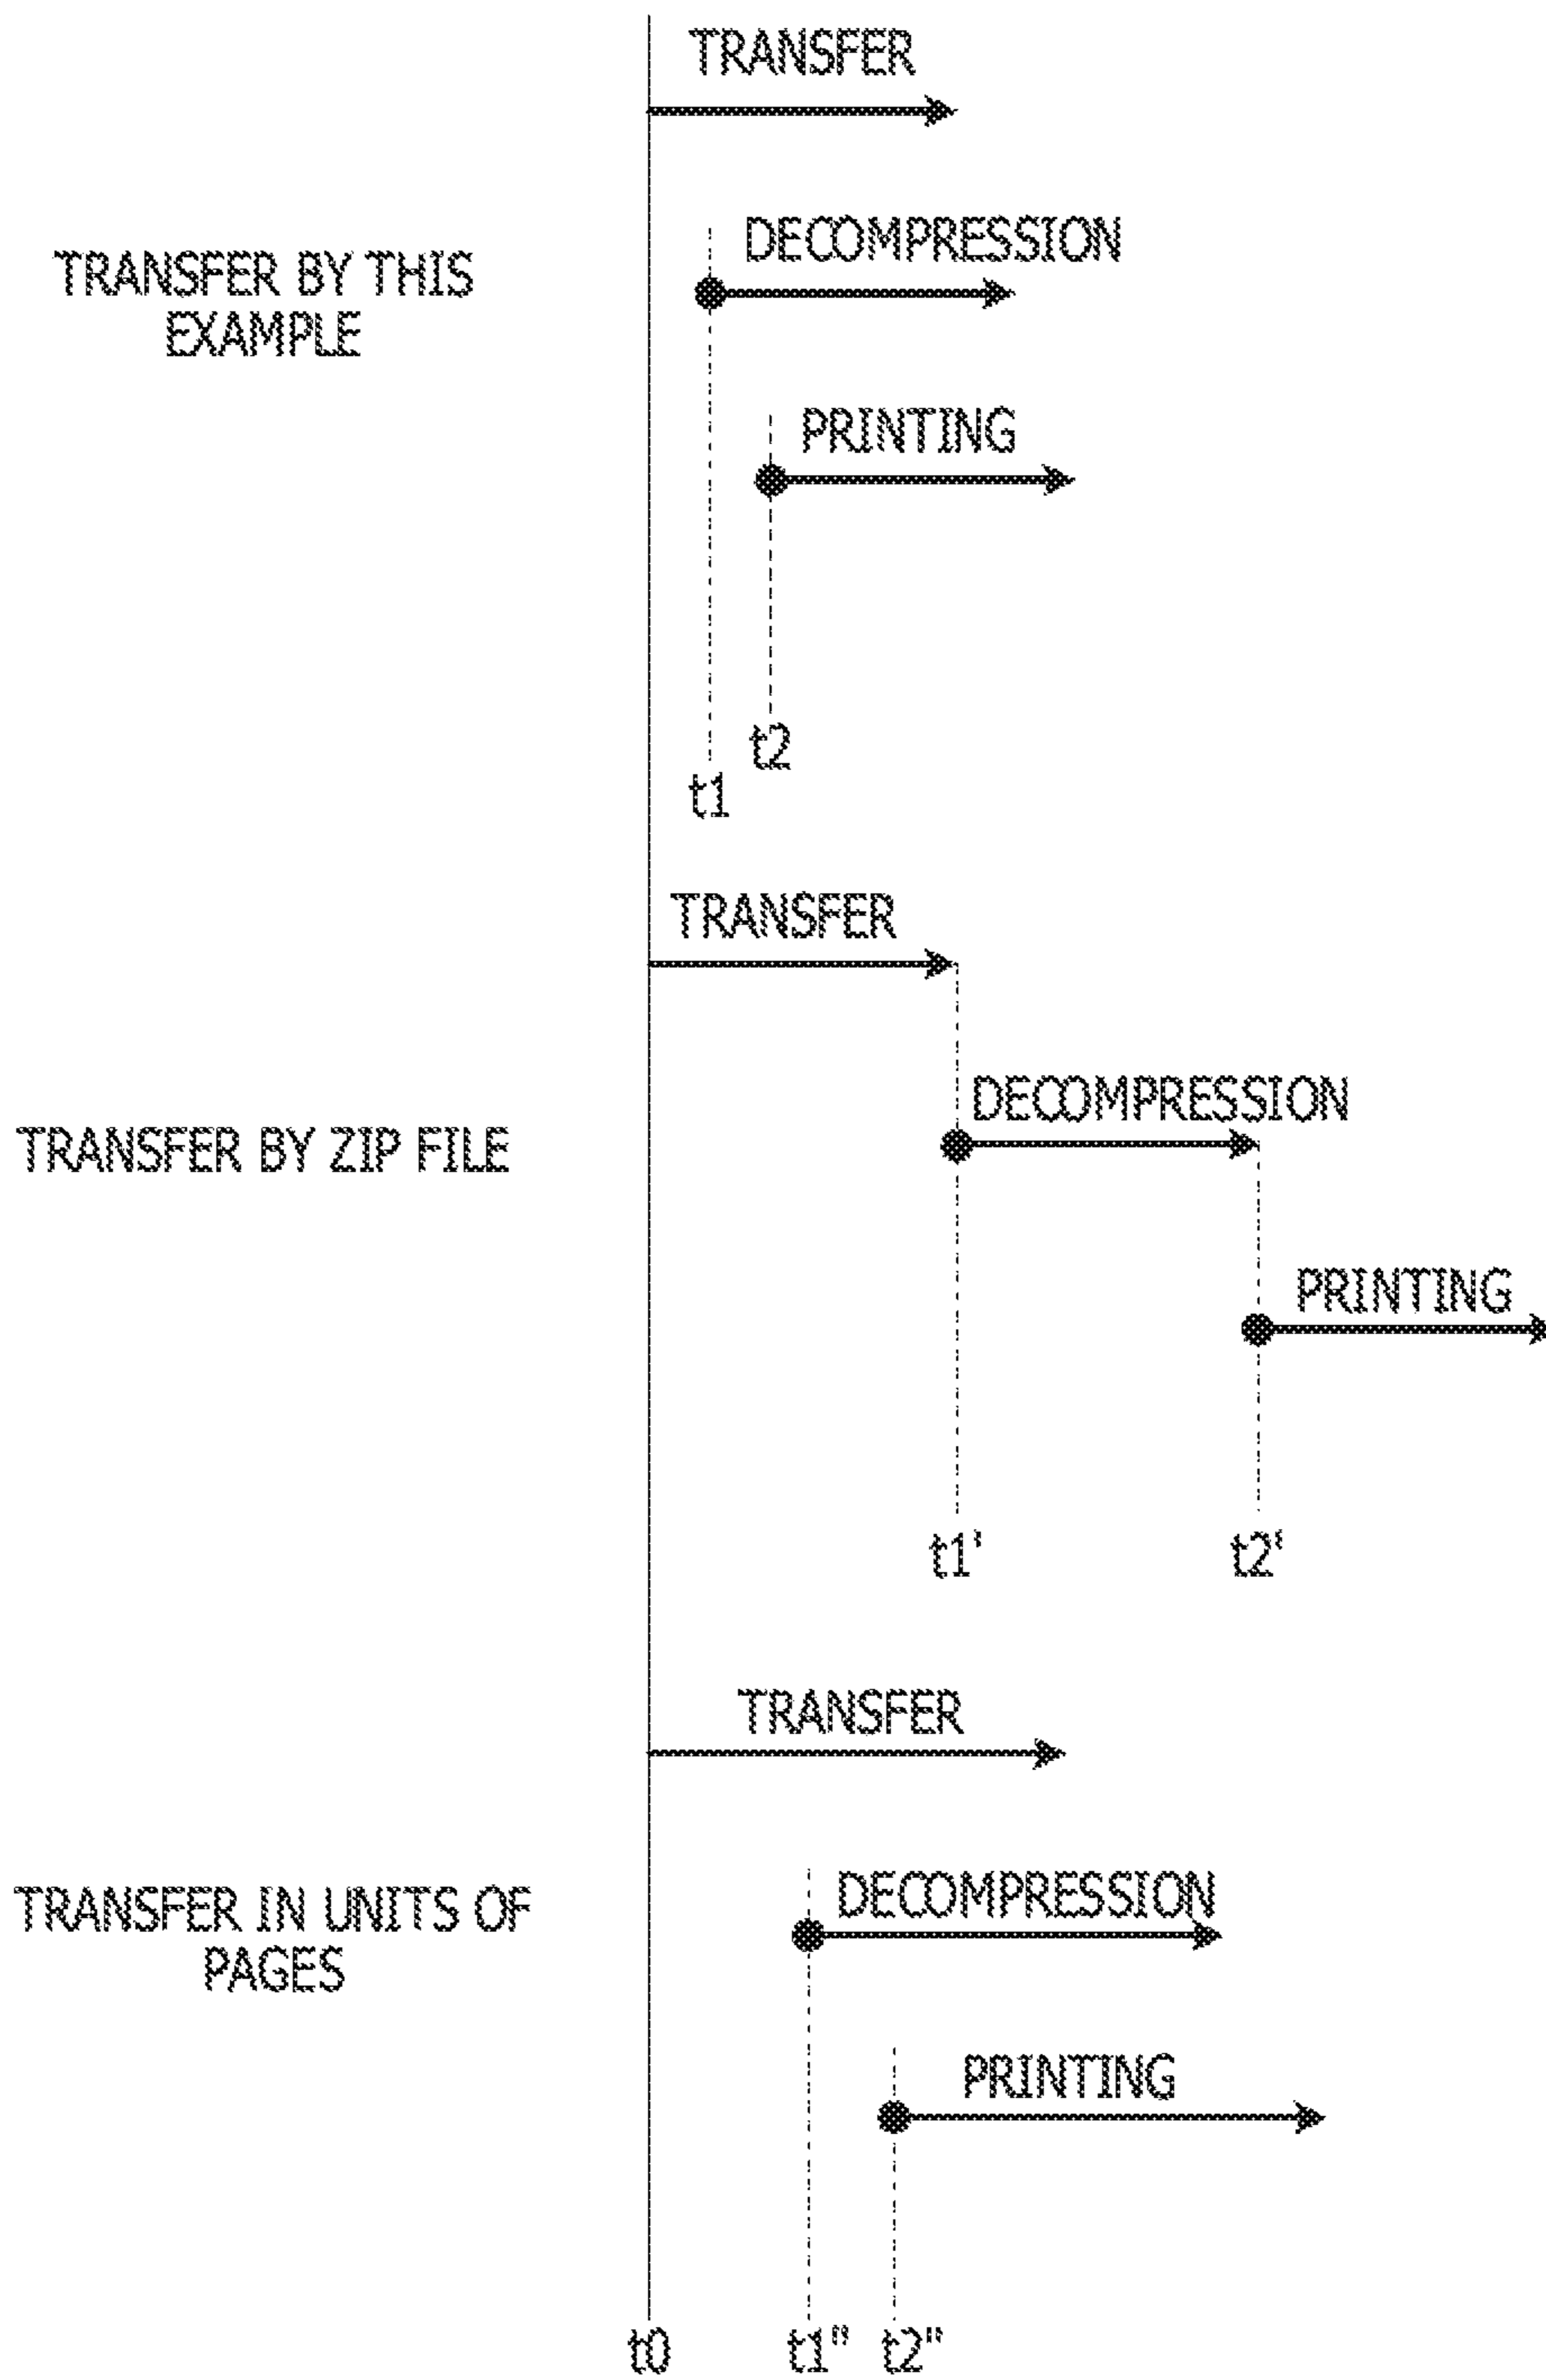 TRANSFER
DECOMPRESSION
TRANSFER BY THIS
EXAMPLE
PRINTING
t2
t1
TRANSFER
DECOMPRESSION
TRANSFER BY ZIP FILE
PRINTING
t1'
t2'
TRANSFER
DECOMPRESSION
TRANSFER IN UNITS OF
PAGES
PRINTING
t0
t1"
t2"